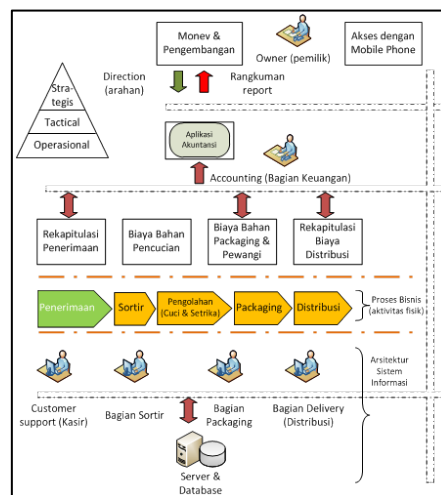 Monev &
Pengembangan
Owner (pemilik)
Akses dengan
Mobile Phone
Direction
(arahan)
Rangkuman
report
Stra-
tegis
Tactical
Operasional
Aplikasi
Akuntansi
Accounting (Bagian Keuangan)
Rekapitulasi
Penerimaan
Biaya Bahan
Pencucian
Biaya Bahan
Packaging &
Pewangi
Rekapitulasi
Biaya
Distribusi
Penerimaan
Sortir
Pengolahan
(Cuci & Setrika)
Packaging
Distribusi
Proses Bisnis
(aktivitas fisik)
Arsitektur
Sistem
Informasi
Customer
support (Kasir)
Bagian Sortir
Bagian
Packaging
Bagian Delivery
(Distribusi)
Server &
Database